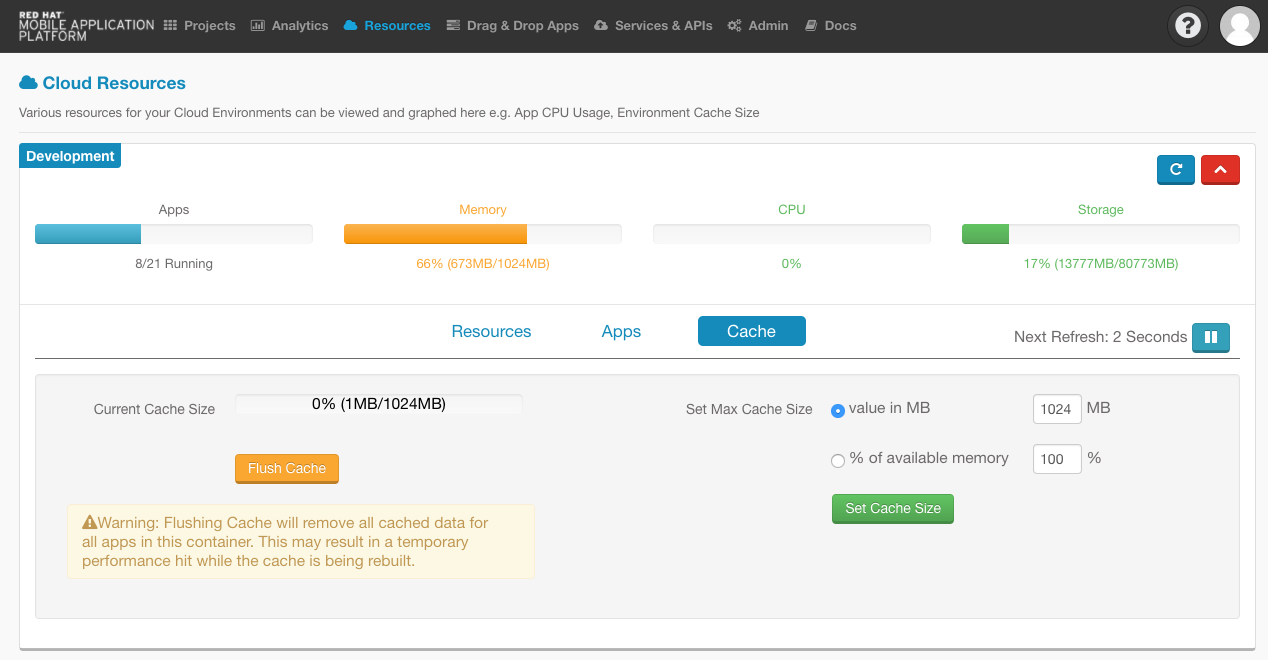 RED HAT
MOBILE APPLICATION
PLATFORM
Projects
Analytics
Resources
Drag & Drop Apps
Services & APIs
Admin
Docs
?
Cloud Resources
Various resources for your Cloud Environments can be viewed and graphed here e.g. App CPU Usage, Environment Cache Size
Development
Apps
Memory
CPU
Storage
8/21 Running
66% (673MB/1024MB)
0%
17% (13777MB/80773MB)
Resources
Apps
Cache
Next Refresh: 2 Seconds
Current Cache Size
0% (1MB/1024MB)
Set Max Cache Size
value in MB
1024
MB
% of available memory
100
%
Flush Cache
Set Cache Size
Warning: Flushing Cache will remove all cached data for
all apps in this container. This may result in a temporary
performance hit while the cache is being rebuilt.